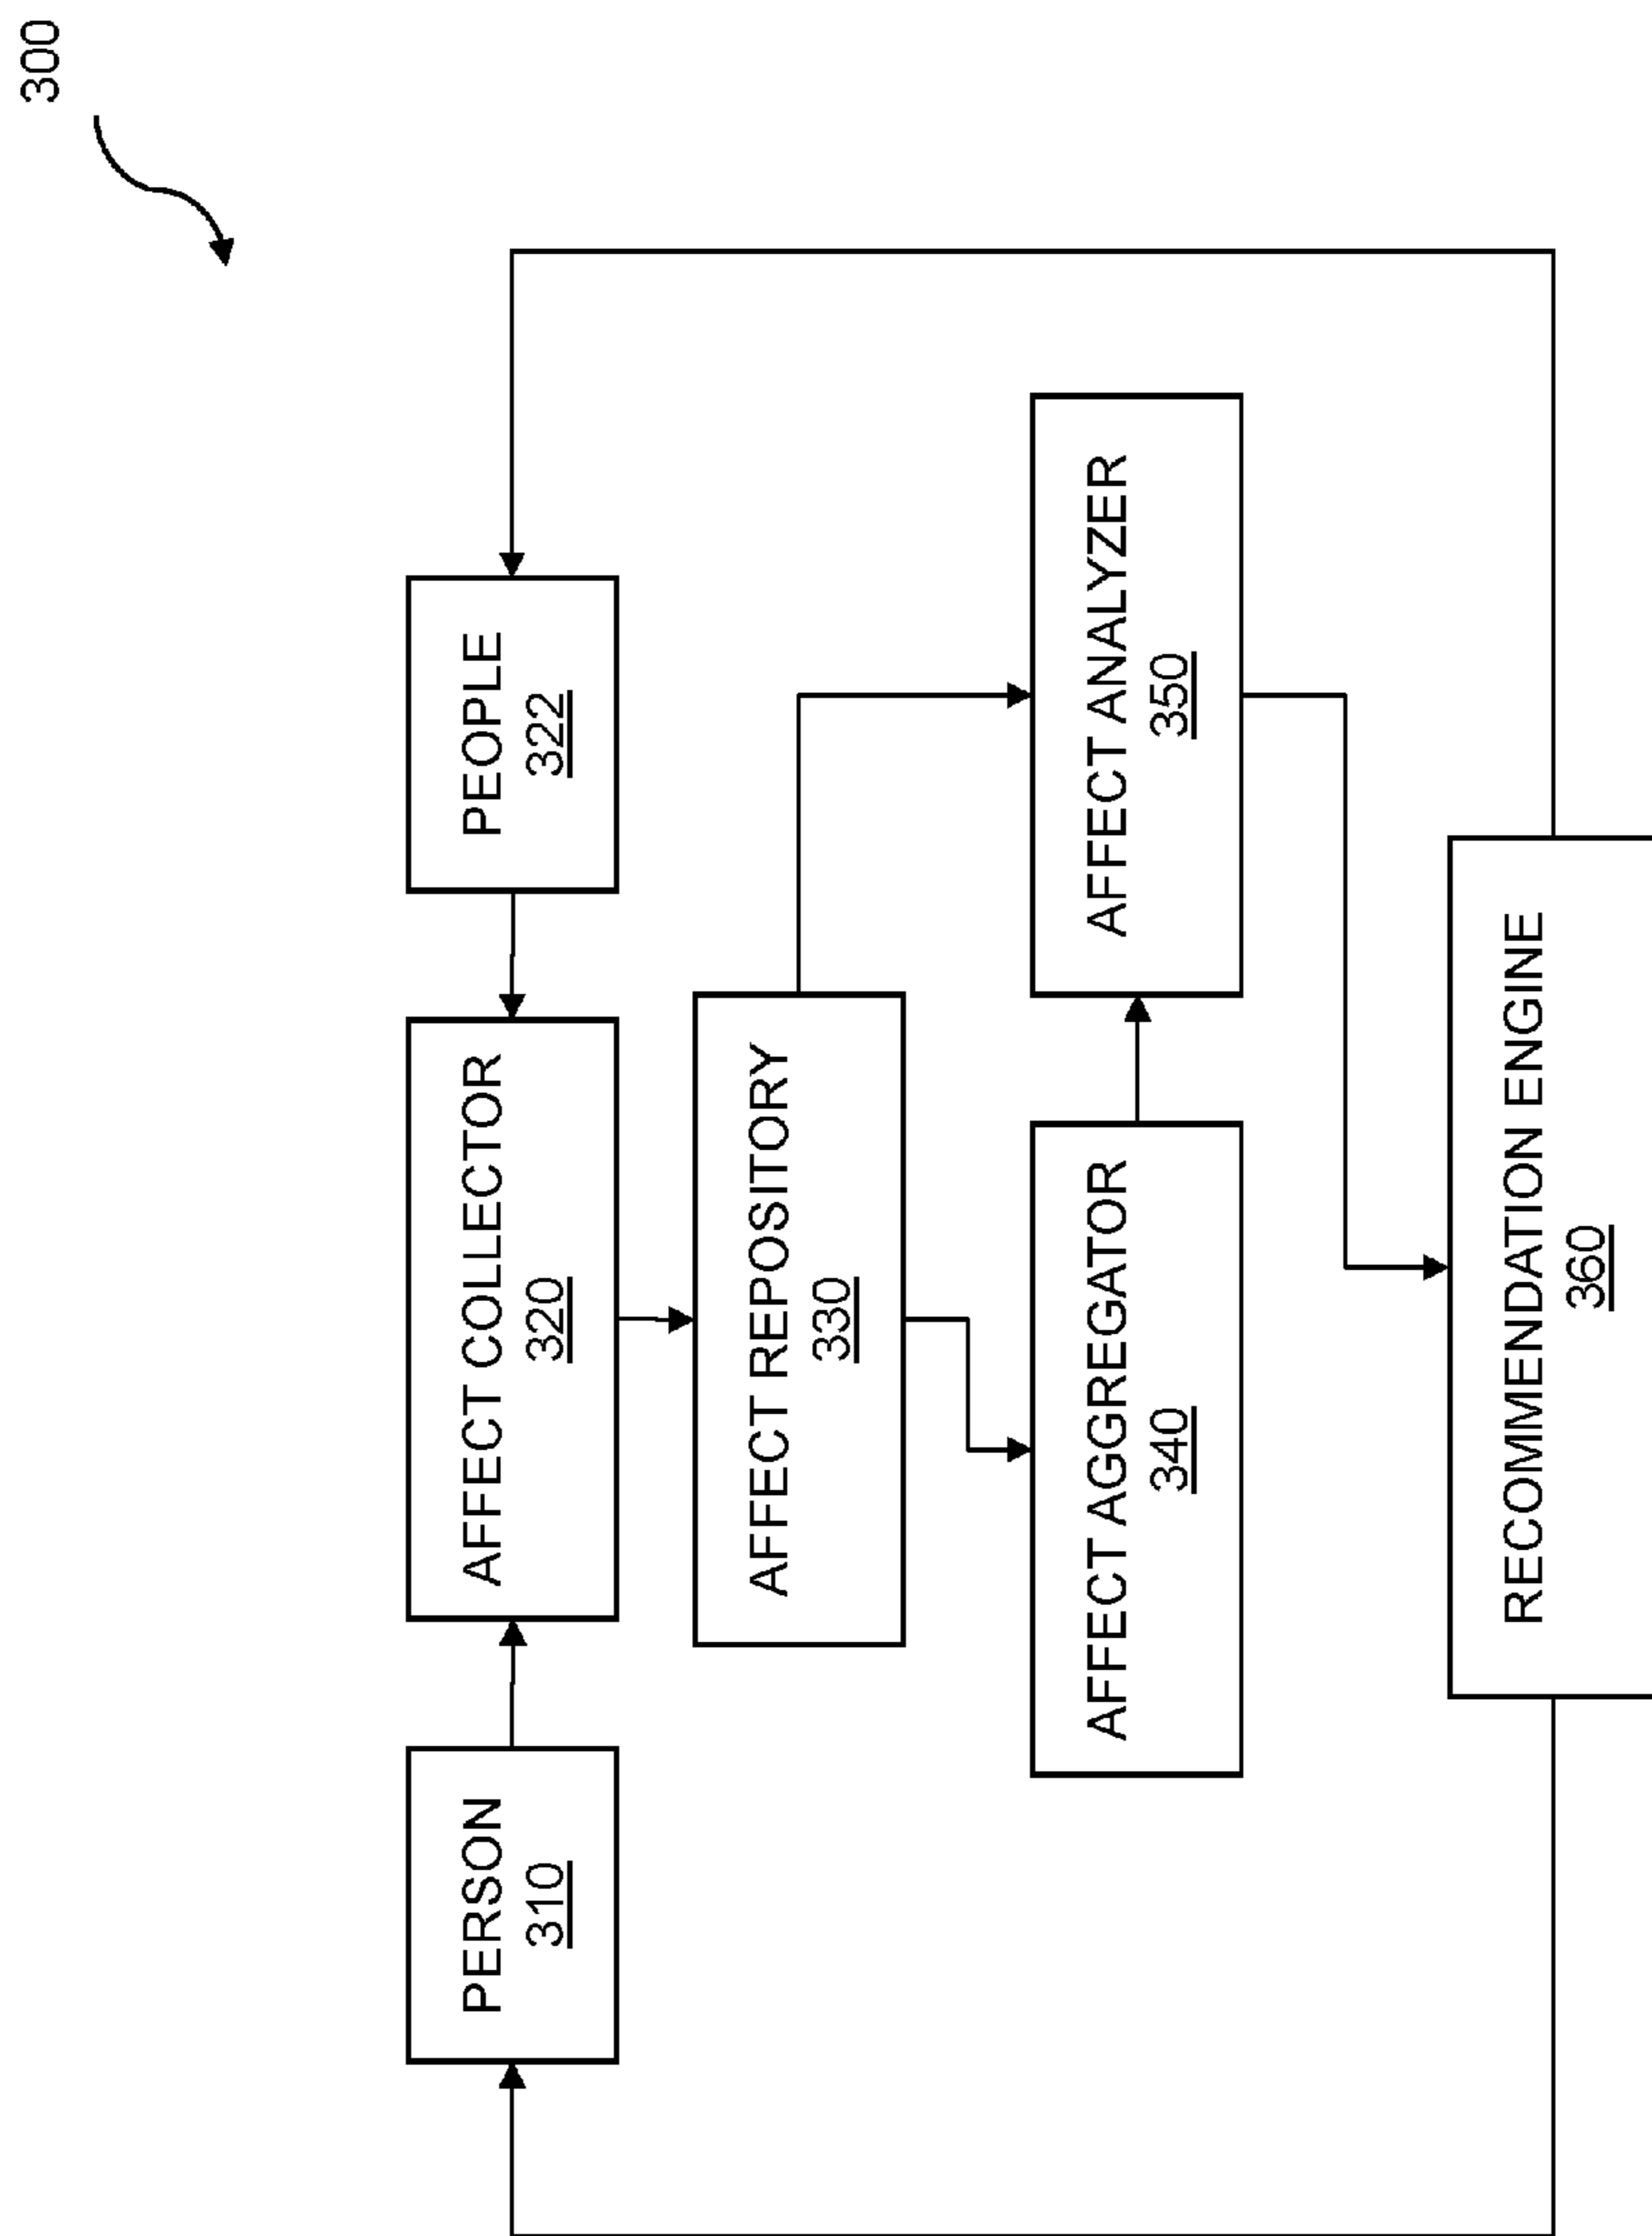 300
PERSON
310
AFFECT COLLECTOR
320
PEOPLE
322
AFFECT REPOSITORY
330
AFFECT AGGREGATOR
340
AFFECT ANALYZER
350
RECOMMENDATION ENGINE
360